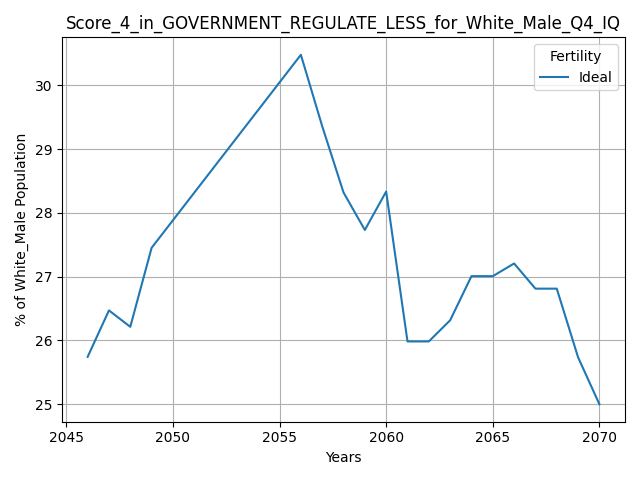 Score_4_in_GOVERNMENT_REGULATE_LESS_for_White_Male_Q4_IQ
Fertility
Ideal
% of White_Male Population
30
29
28
27
26
25
2045 2050 2055 2060 2065 2070
Years